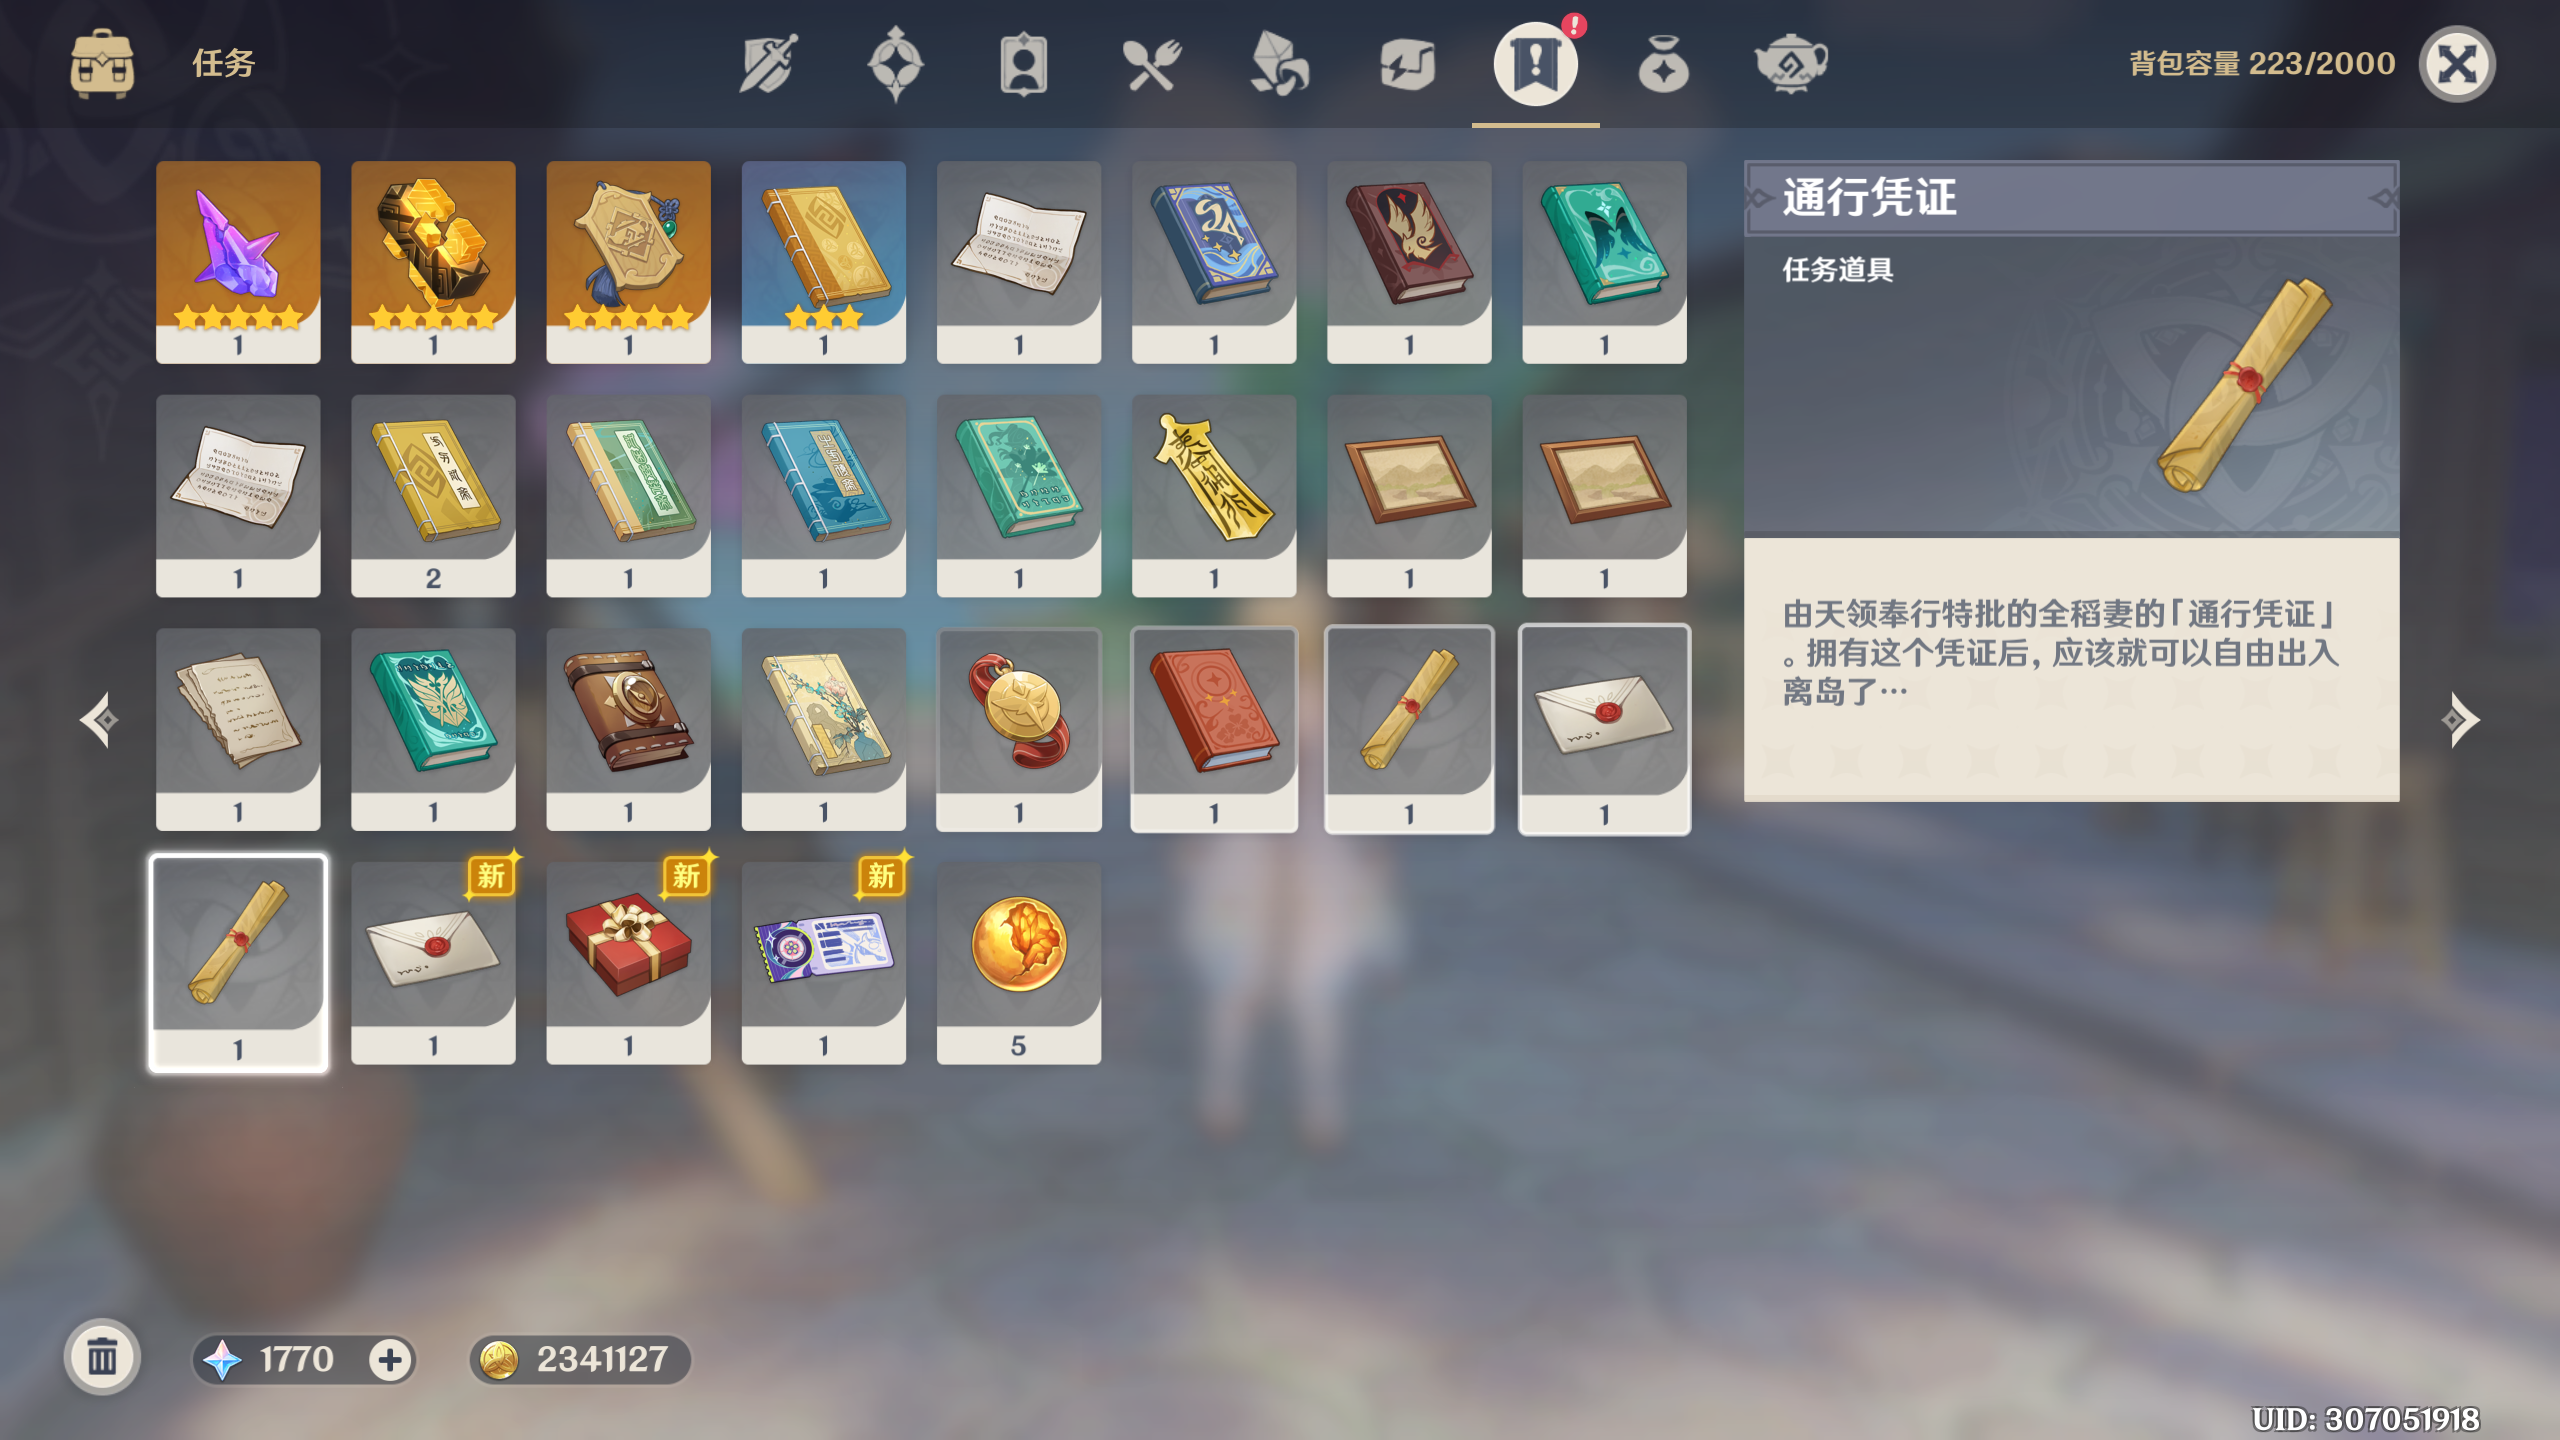 任务
背包容量 223/2000
通行凭证
任务道具
由天领奉行特批的全稻妻的「通行凭证」
。拥有这个凭证后，应该就可以自由出入
离岛了…
1
1
1
1
1
1
1
1
1
2
1
1
1
1
1
1
1
1
1
1
1
1
1
1
新
新
新
1
1
1
1
5
1770
2341127
UID: 307051918